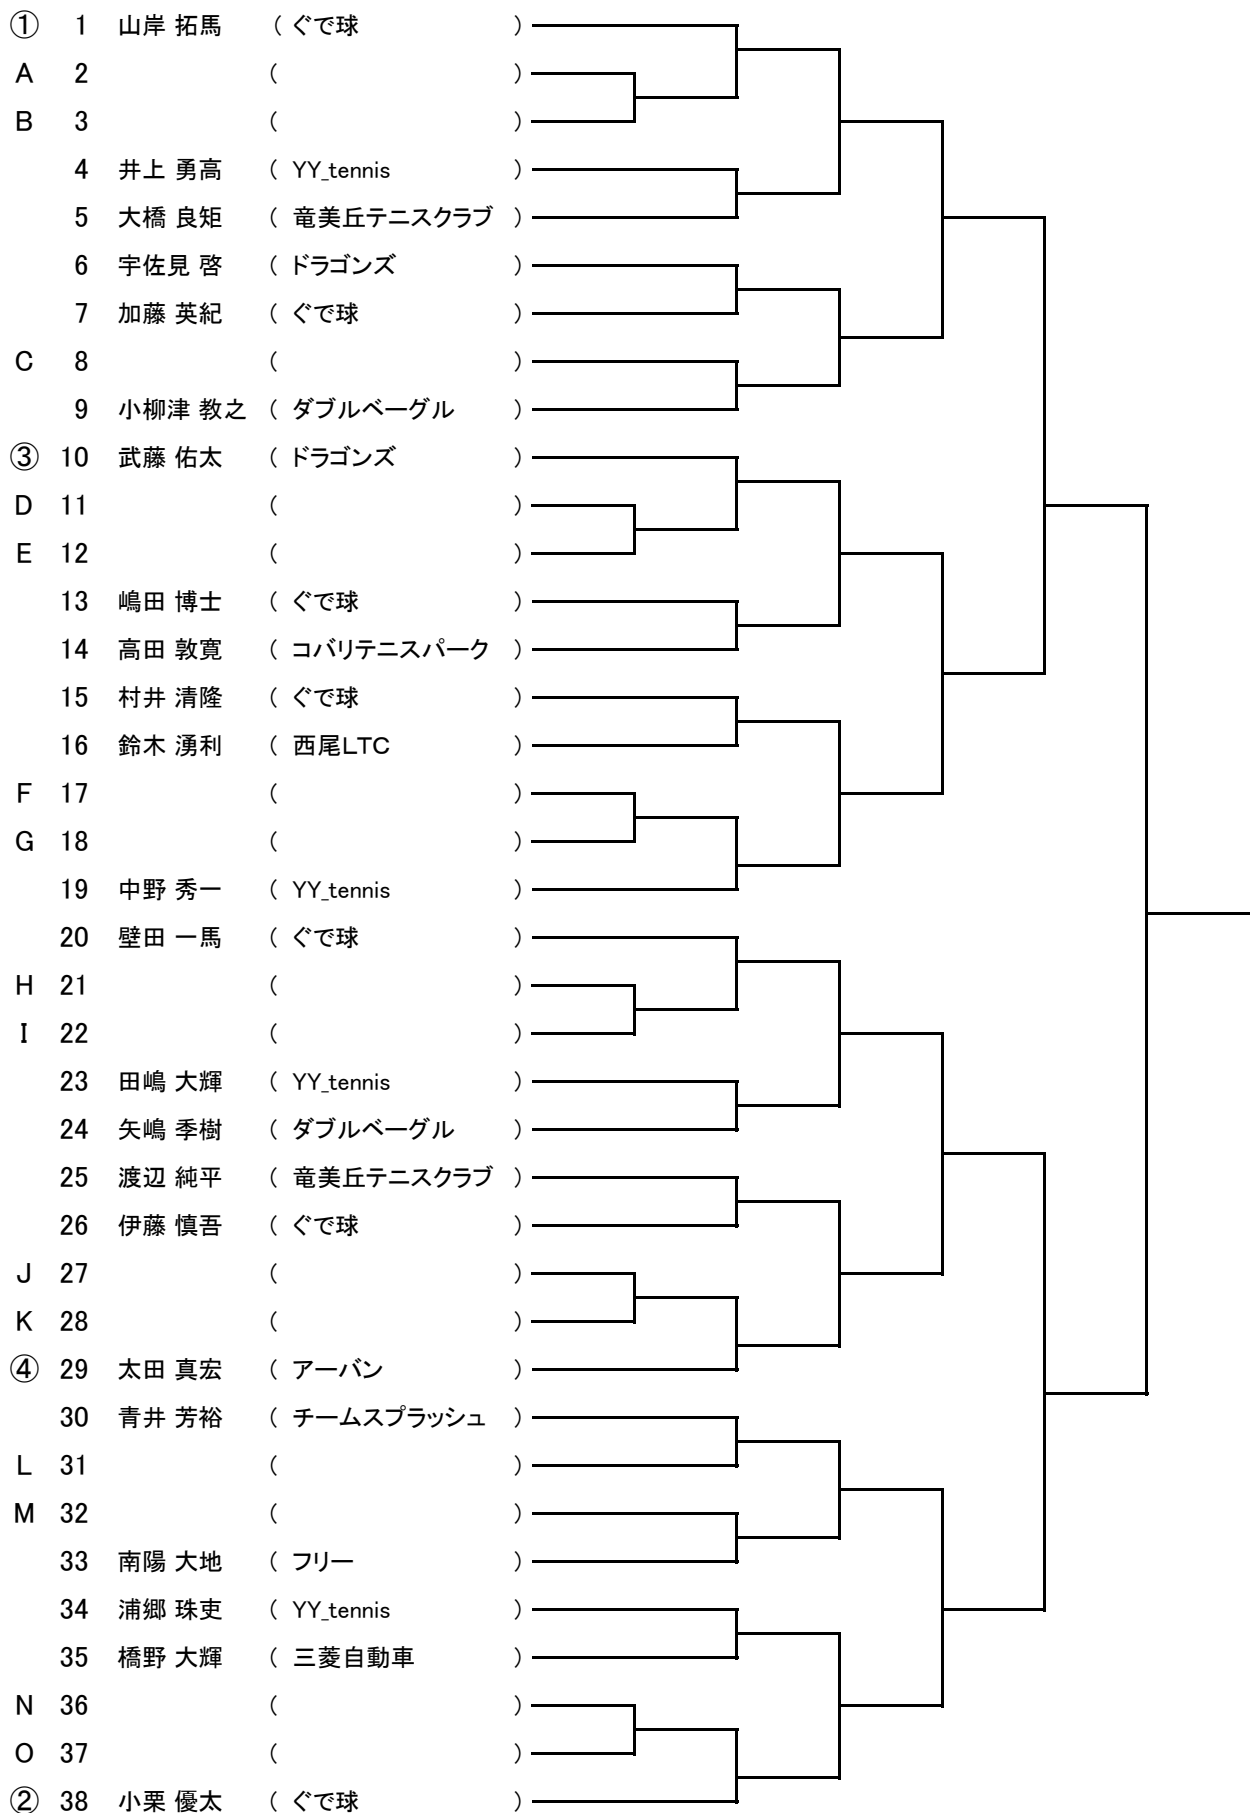 ① 1 山岸 拓馬 ( ぐで球 )
A 2 ( )
B 3 ( )
4 井上 勇高 ( YY_tennis )
5 大橋 良矩 ( 竜美丘テニスクラブ )
6 宇佐見 啓 ( ドラゴンズ )
7 加藤 英紀 ( ぐで球 )
C 8 ( )
9 小柳津 教之 ( ダブルベーグル )
③ 10 武藤 佑太 ( ドラゴンズ )
D 11 ( )
E 12 ( )
13 嶋田 博士 ( ぐで球 )
14 高田 敦寛 ( コバリテニスパーク )
15 村井 清隆 ( ぐで球 )
16 鈴木 湧利 ( 西尾LTC )
F 17 ( )
G 18 ( )
19 中野 秀一 ( YY_tennis )
20 壁田 一馬 ( ぐで球 )
H 21 ( )
I 22 ( )
23 田嶋 大輝 ( YY_tennis )
24 矢嶋 季樹 ( ダブルベーグル )
25 渡辺 純平 ( 竜美丘テニスクラブ )
26 伊藤 慎吾 ( ぐで球 )
J 27 ( )
K 28 ( )
④ 29 太田 真宏 ( アーバン )
30 青井 芳裕 ( チームスプラッシュ )
L 31 ( )
M 32 ( )
33 南陽 大地 ( フリー )
34 浦郷 珠吏 ( YY_tennis )
35 橋野 大輝 ( 三菱自動車 )
N 36 ( )
O 37 ( )
② 38 小栗 優太 ( ぐで球 )